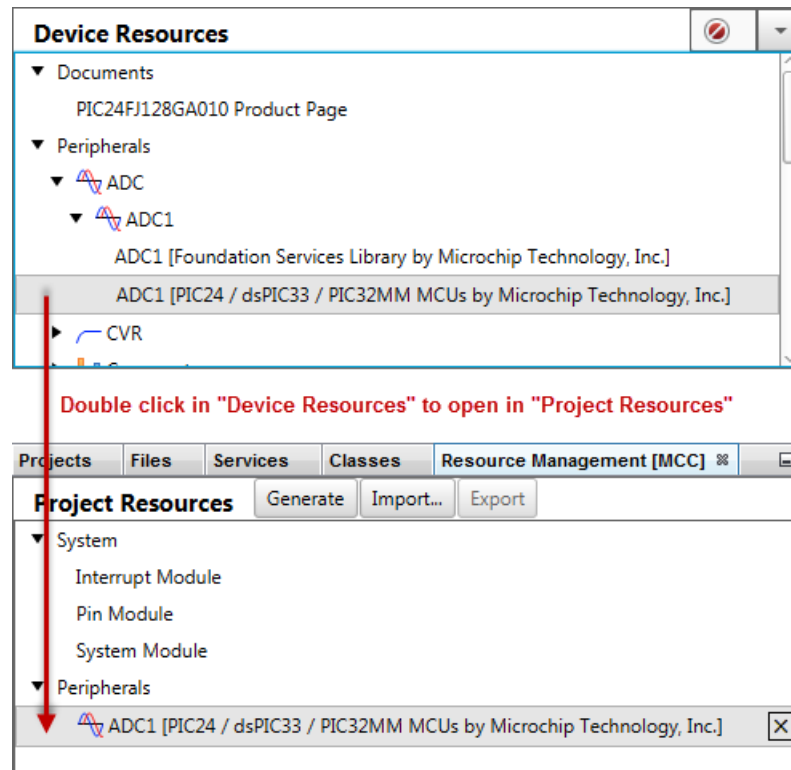 Device Resources
Documents
PIC24FJ128GA010 Product Page
Peripherals
ADC
ADC1
ADC1 [Foundation Services Library by Microchip Technology, Inc.]
ADC1 [PIC24 / dsPIC33 / PIC32MM MCUs by Microchip Technology, Inc.]
CVR
Double click in "Device Resources" to open in "Project Resources"
Projects Files Services Classes Resource Management [MCC]
Project Resources Generate Import... Export
System
Interrupt Module
Pin Module
System Module
Peripherals
ADC1 [PIC24 / dsPIC33 / PIC32MM MCUs by Microchip Technology, Inc.]